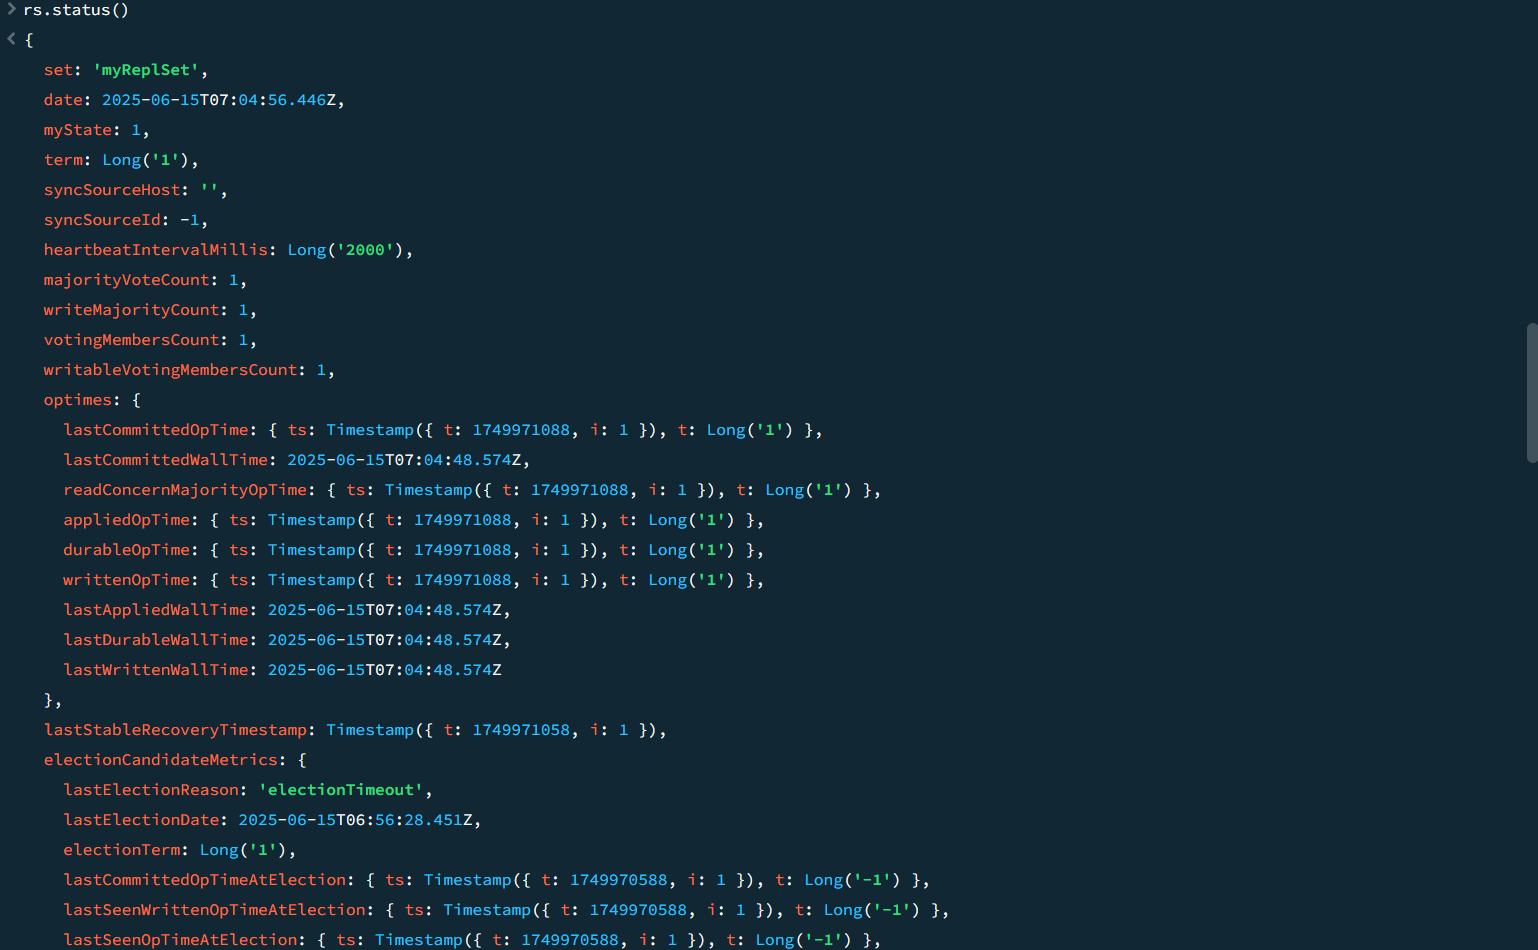 rs.status()
{
set: 'myReplSet',
date: 2025-06-15T07:04:56.446Z,
myState: 1,
term: Long('1'),
syncSourceHost: '',
syncSourceId: -1,
heartbeatIntervalMillis: Long('2000'),
majorityVoteCount: 1,
writeMajorityCount: 1,
votingMembersCount: 1,
writableVotingMembersCount: 1,
optimes: {
lastCommittedOpTime: { ts: Timestamp({ t: 1749971088, i: 1 }), t: Long('1') },
lastCommittedWallTime: 2025-06-15T07:04:48.574Z,
readConcernMajorityOpTime: { ts: Timestamp({ t: 1749971088, i: 1 }), t: Long('1') },
appliedOpTime: { ts: Timestamp({ t: 1749971088, i: 1 }), t: Long('1') },
durableOpTime: { ts: Timestamp({ t: 1749971088, i: 1 }), t: Long('1') },
writtenOpTime: { ts: Timestamp({ t: 1749971088, i: 1 }), t: Long('1') },
lastAppliedWallTime: 2025-06-15T07:04:48.574Z,
lastDurableWallTime: 2025-06-15T07:04:48.574Z,
lastWrittenWallTime: 2025-06-15T07:04:48.574Z
},
lastStableRecoveryTimestamp: Timestamp({ t: 1749971058, i: 1 }),
electionCandidateMetrics: {
lastElectionReason: 'electionTimeout',
lastElectionDate: 2025-06-15T06:56:28.451Z,
electionTerm: Long('1'),
lastCommittedOpTimeAtElection: { ts: Timestamp({ t: 1749970588, i: 1 }), t: Long('-1') },
lastSeenWrittenOpTimeAtElection: { ts: Timestamp({ t: 1749970588, i: 1 }), t: Long('-1') },
lastSeenOpTimeAtElection: { ts: Timestamp({ t: 1749970588, i: 1 }), t: Long('-1') },